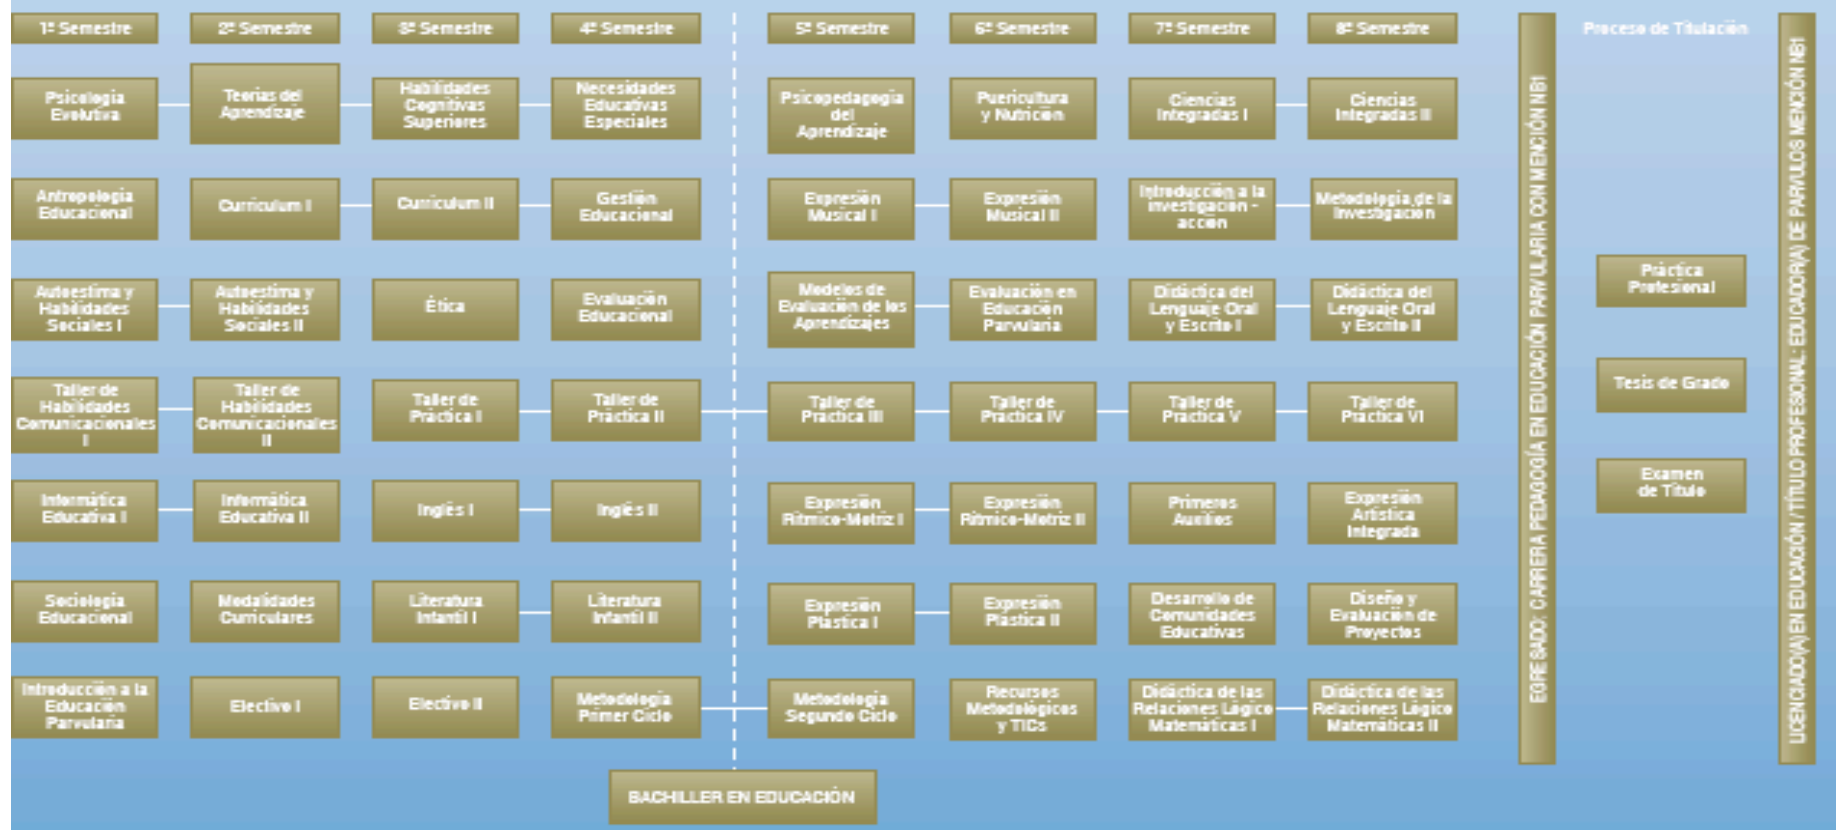 1º Semestre
2º Semestre
3º Semestre
4º Semestre
5º Semestre
6º Semestre
7º Semestre
8º Semestre
Proceso de Titulación
Psicología
Evolutiva
Teorías del
Aprendizaje
Habilidades
Cognitivas
Superiores
Necesidades
Educativas
Especiales
Psicopedagogía
del
Aprendizaje
Puericultura
y Nutrición
Ciencias
Integradas I
Ciencias
Integradas II
Antropología
Educacional
Curriculum I
Curriculum II
Gestión
Educacional
Expresión
Musical I
Expresión
Musical II
Introducción a la
investigación -
acción
Metodología de la
Investigación
Autoestima y
Habilidades
Sociales I
Autoestima y
Habilidades
Sociales II
Ética
Evaluación
Educacional
Modelos de
Evaluación de los
Aprendizajes
Evaluación en
Educación
Parvularia
Didáctica del
Lenguaje Oral
y Escrito I
Didáctica del
Lenguaje Oral
y Escrito II
Práctica
Profesional
Taller de
Habilidades
Comunicacionales
I
Taller de
Habilidades
Comunicacionales
II
Taller de
Práctica I
Taller de
Práctica II
Taller de
Práctica III
Taller de
Práctica IV
Taller de
Práctica V
Taller de
Práctica VI
Tesis de Grado
Informática
Educativa I
Informática
Educativa II
Inglés I
Inglés II
Expresión
Rítmico-Motriz I
Expresión
Rítmico-Motriz II
Primeros
Auxilios
Expresión
Artística
Integrada
Examen
de Título
Sociología
Educacional
Modalidades
Curriculares
Literatura
Infantil I
Literatura
Infantil II
Expresión
Plástica I
Expresión
Plástica II
Desarrollo de
Comunidades
Educativas
Diseño y
Evaluación de
Proyectos
Introducción a la
Educación
Parvularia
Electivo I
Electivo II
Metodología
Primer Ciclo
Metodología
Segundo Ciclo
Recursos
Metodológicos
y TICs
Didáctica de las
Relaciones Lógico
Matemáticas I
Didáctica de las
Relaciones Lógico
Matemáticas II
BACHILLER EN EDUCACIÓN
EGRESADO: CARRERA PEDAGOGÍA EN EDUCACIÓN PARVULARIA CON MENCIÓN NB1
LICENCIADO(A) EN EDUCACIÓN / TÍTULO PROFESIONAL: EDUCADOR(A) DE PARVULOS MENCIÓN NB1